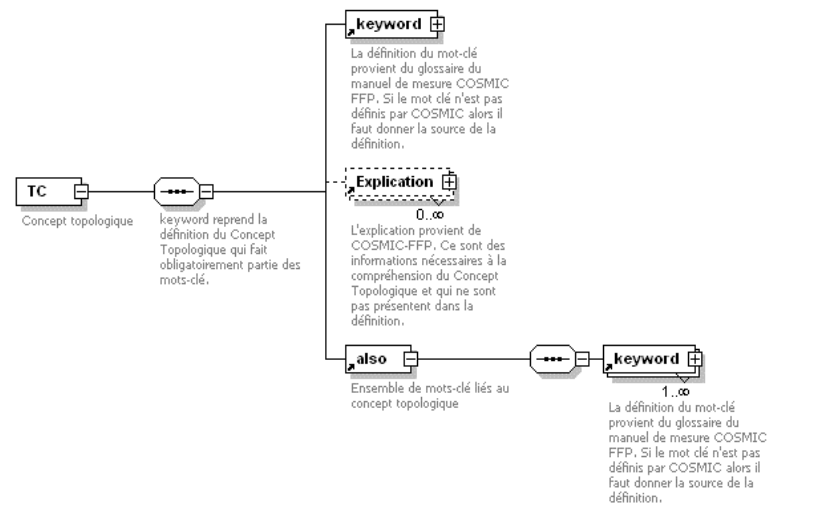 keyword
La définition du mot-clé
provient du glossaire du
manuel de mesure COSMIC
FFP. Si le mot clé n'est pas
définis par COSMIC alors il
faut donner la source de la
définition.
TC
Concept topologique
keyword reprend la
définition du Concept
Topologique qui fait
obligatoirement partie des
mots-clé.
Explication
0..∞
L'explication provient de
COSMIC-FFP. Ce sont des
informations nécessaires à la
compréhension du Concept
Topologique et qui ne sont
pas présentent dans la
définition.
also
Ensemble de mots-clé liés au
concept topologique
keyword
1..∞
La définition du mot-clé
provient du glossaire du
manuel de mesure COSMIC
FFP. Si le mot clé n'est pas
définis par COSMIC alors il
faut donner la source de la
définition.